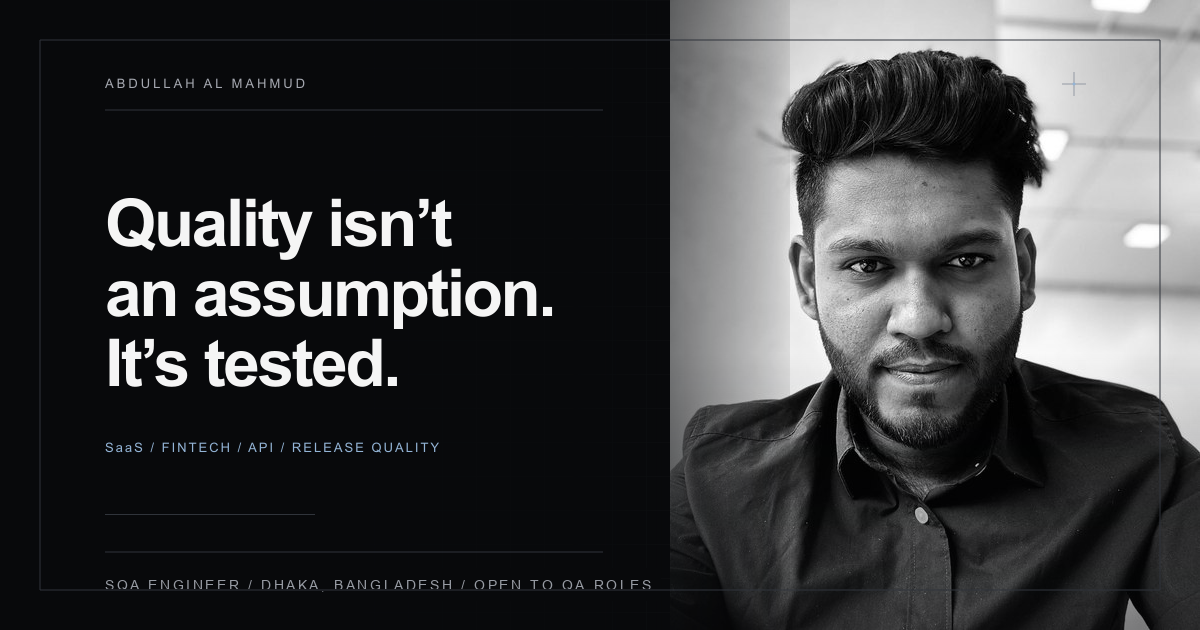 ABDULLAH AL MAHMUD
Quality isn’t
an assumption.
It’s tested.
SaaS / FINTECH / API / RELEASE QUALITY
SQA ENGINEER / DHAKA, BANGLADESH / OPEN TO QA ROLES